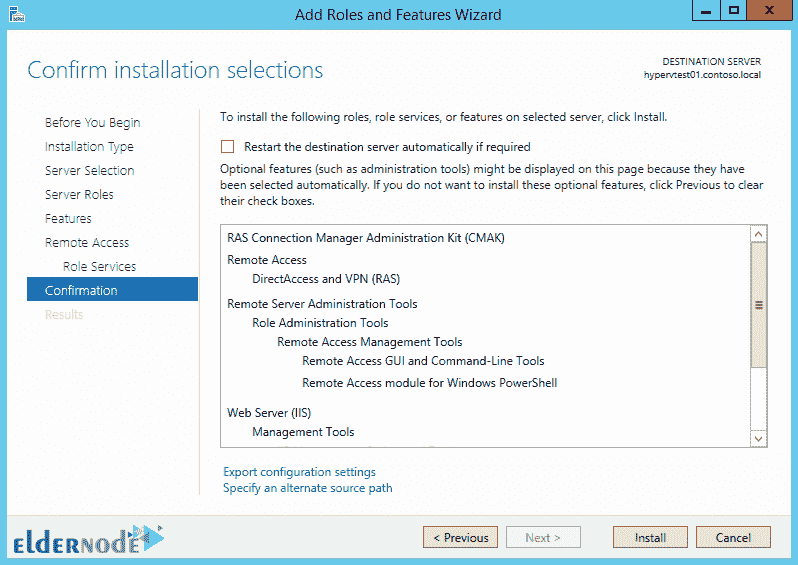 Add Roles and Features Wizard
Confirm installation selections
DESTINATION SERVER
hypervtest01.contoso.local
Before You Begin
Installation Type
Server Selection
Server Roles
Features
Remote Access
Role Services
Confirmation
Results
To install the following roles, role services, or features on selected server, click Install.
Restart the destination server automatically if required
Optional features (such as administration tools) might be displayed on this page because they have
been selected automatically. If you do not want to install these optional features, click Previous to clear
their check boxes.
RAS Connection Manager Administration Kit (CMAK)
Remote Access
DirectAccess and VPN (RAS)
Remote Server Administration Tools
Role Administration Tools
Remote Access Management Tools
Remote Access GUI and Command-Line Tools
Remote Access module for Windows PowerShell
Web Server (IIS)
Management Tools
Export configuration settings
Specify an alternate source path
eldernode
< Previous
Next >
Install
Cancel